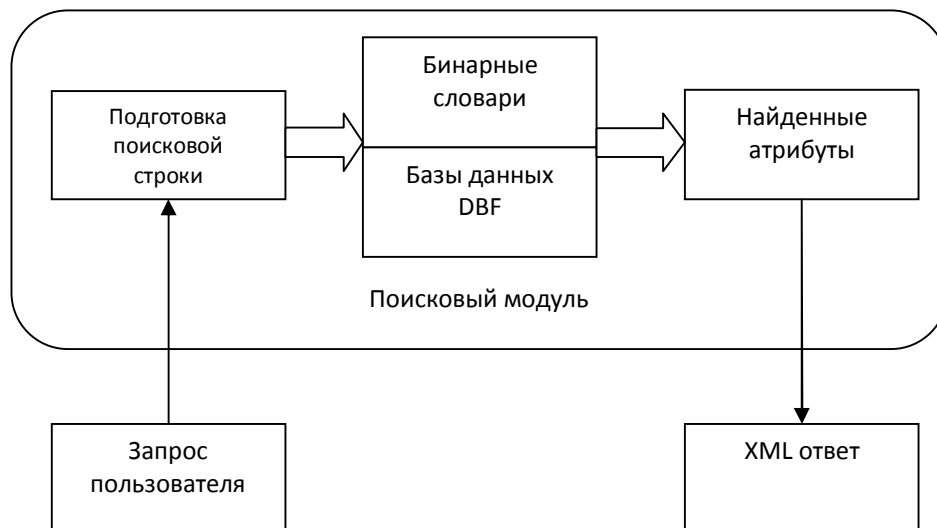 Бинарные
словари
Подготовка
поисковой
строки
Найденные
атрибуты
Базы данных
DBF
Поисковый модуль
Запрос
пользователя
XML ответ